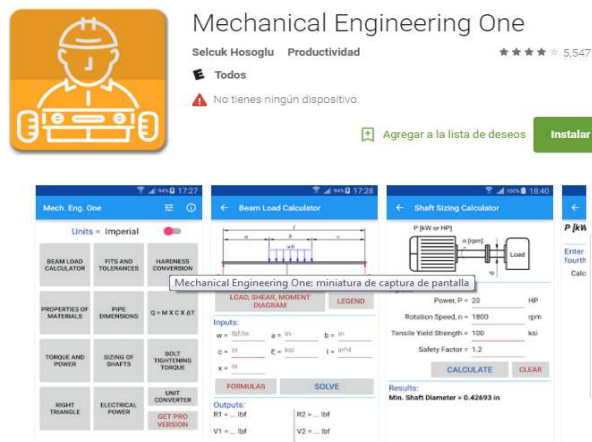 Mechanical Engineering One
Selcuk Hosoglu Productividad
5,547
E Todos
No tienes ningún dispositivo.
Agregar a la lista de deseos
Instalar
94% 17:27
Mech. Eng. One
Units = Imperial
BEAM LOAD CALCULATOR
FITS AND TOLERANCES
HARDNESS CONVERSION
PROPERTIES OF MATERIALS
PIPE DIMENSIONS
Q = M X C X ΔT
TORQUE AND POWER
SIZING OF SHAFTS
BOLT TIGHTENING TORQUE
RIGHT TRIANGLE
ELECTRICAL POWER
UNIT CONVERTER
GET PRO VERSION
94% 17:28
Beam Load Calculator
a b c
Mechanical Engineering One: miniatura de captura de pantalla
LOAD, SHEAR, MOMENT DIAGRAM
LEGEND
Inputs:
w = lbf/in a = in b = in
c = in E = ksi I = in^4
x = in
FORMULAS SOLVE
Outputs:
R1 = ... lbf R2 = ... lbf
V1 = ... lbf V2 = ... lbf
100% 18:40
Shaft Sizing Calculator
P [kW or HP]
n [rpm]
Load
Power, P = 20 HP
Rotation Speed, n = 1800 rpm
Tensile Yield Strength = 100 ksi
Safety Factor = 1.2
CALCULATE CLEAR
Results:
Min. Shaft Diameter = 0.42693 in
P [kW
Enter
fourth
Calc